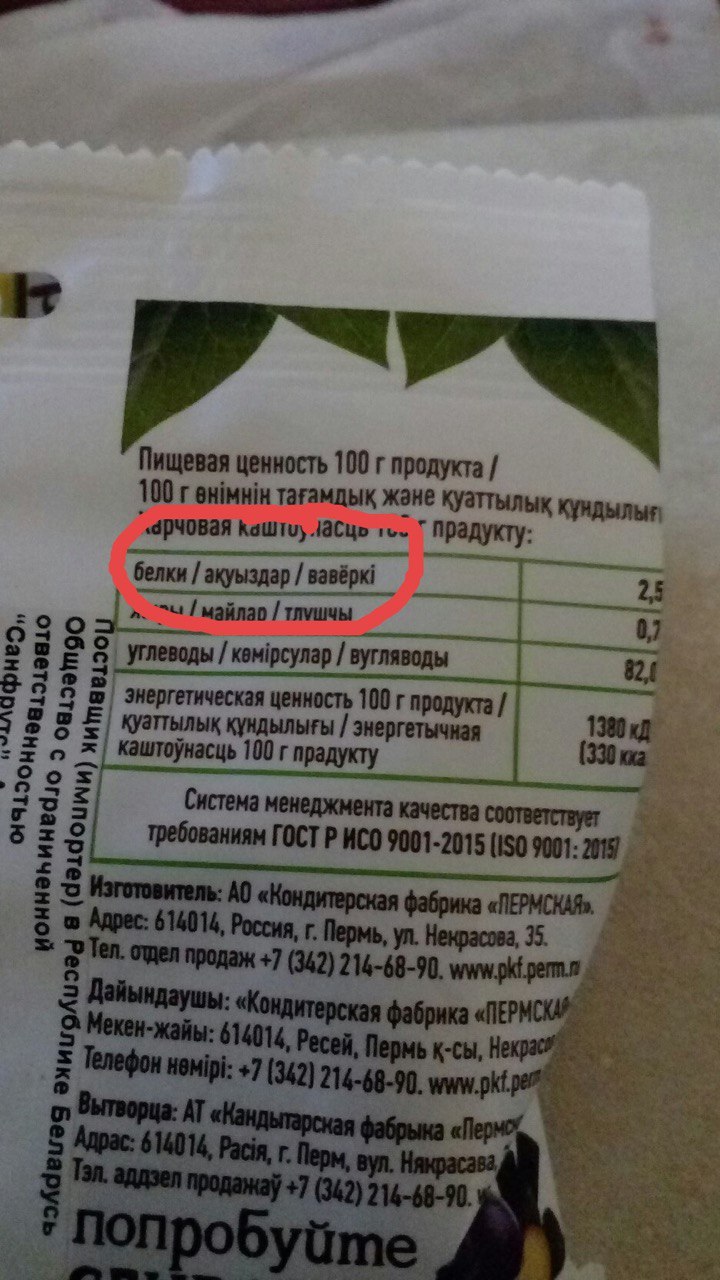 Пищевая ценность 100 г продукта /
100 г өнімнің тағамдық және қуаттылық құндылығы
Харчовая каштоўнасць 100 г прадукту:
белки / ақуыздар / вавёркі
2,5
жиры / майлар / тлушчы
0,7
углеводы / көмірсулар / вугляводы
82,0
энергетическая ценность 100 г продукта /
қуаттылық құндылығы / энергетычная
каштоўнасць 100 г прадукту
1380 кД
(330 кка
Система менеджмента качества соответствует
требованиям ГОСТ Р ИСО 9001-2015 (ISO 9001: 2015)
Изготовитель: АО «Кондитерская фабрика «ПЕРМСКАЯ».
Адрес: 614014, Россия, г. Пермь, ул. Некрасова, 35.
Тел. отдел продаж +7 (342) 214-68-90. www.pkf.perm.ru
Дайындаушы: «Кондитерская фабрика «ПЕРМСКАЯ
Мекен-жайы: 614014, Ресей, Пермь қ-сы, Некрасо
Телефон нөмірі: +7 (342) 214-68-90. www.pkf.perm
Вытворца: АТ «Кандытарская фабрыка «Пермс
Адрас: 614014, Расія, г. Перм, вул. Някрасава,
Тэл. аддзел продажаў +7 (342) 214-68-90.
попробуйте
Поставщик (импортер) в Республике Беларусь
Общество с ограниченной
ответственностью
"Санфрутс"